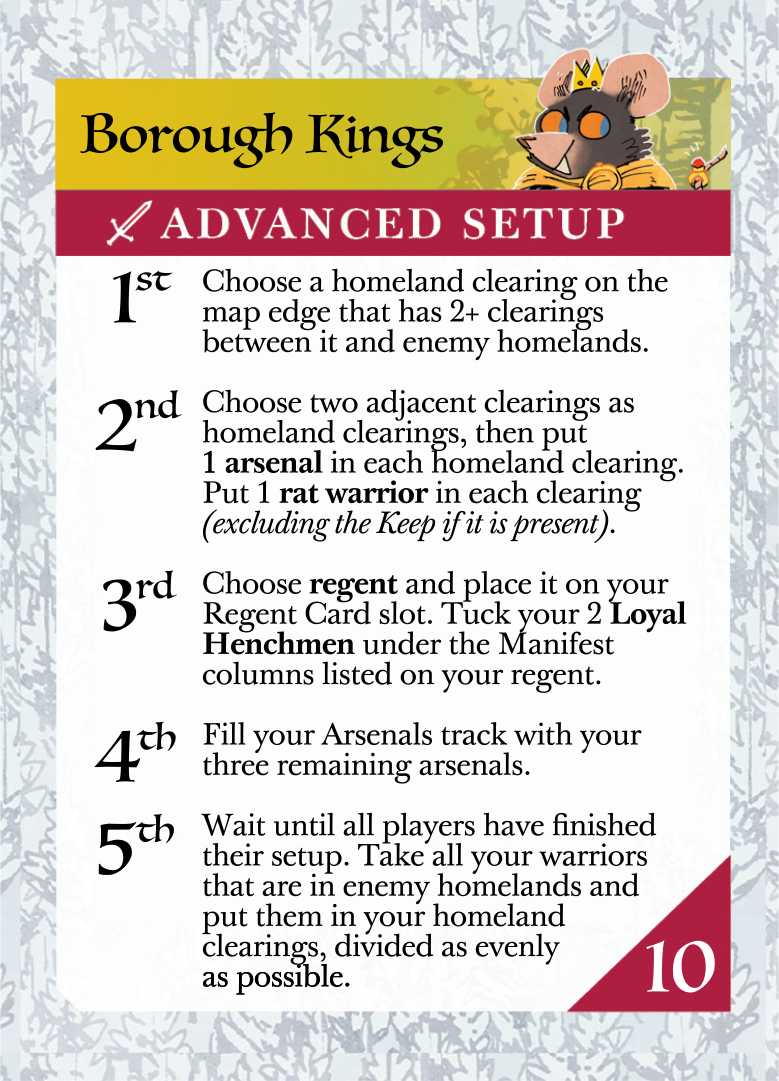 Borough Kings
ADVANCED SETUP
1st Choose a homeland clearing on the
map edge that has 2+ clearings
between it and enemy homelands.
2nd Choose two adjacent clearings as
homeland clearings, then put
1 arsenal in each homeland clearing.
Put 1 rat warrior in each clearing
(excluding the Keep if it is present).
3rd Choose regent and place it on your
Regent Card slot. Tuck your 2 Loyal
Henchmen under the Manifest
columns listed on your regent.
4th Fill your Arsenals track with your
three remaining arsenals.
5th Wait until all players have finished
their setup. Take all your warriors
that are in enemy homelands and
put them in your homeland
clearings, divided as evenly
as possible.
10